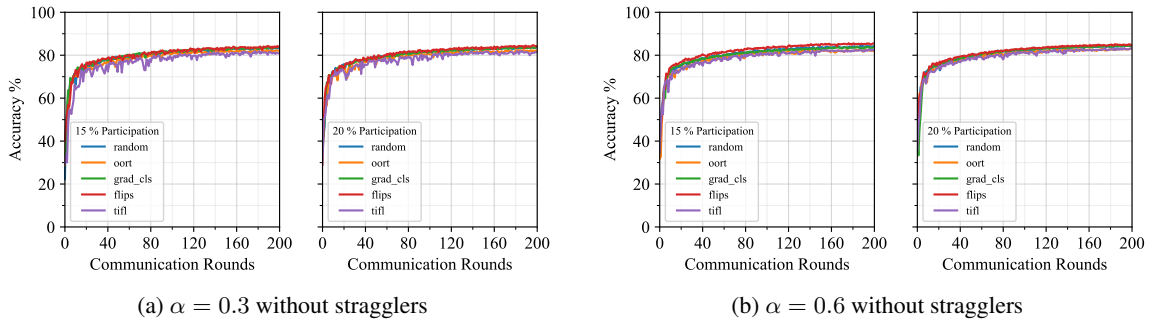 Accuracy %
100
80
60
40
20
0
15 % Participation
random
oort
grad_cls
flips
tifl
0 40 80 120 160 200
Communication Rounds
20 % Participation
random
oort
grad_cls
flips
tifl
0 40 80 120 160 200
Communication Rounds
(a) α = 0.3 without stragglers
Accuracy %
100
80
60
40
20
0
15 % Participation
random
oort
grad_cls
flips
tifl
0 40 80 120 160 200
Communication Rounds
20 % Participation
random
oort
grad_cls
flips
tifl
0 40 80 120 160 200
Communication Rounds
(b) α = 0.6 without stragglers